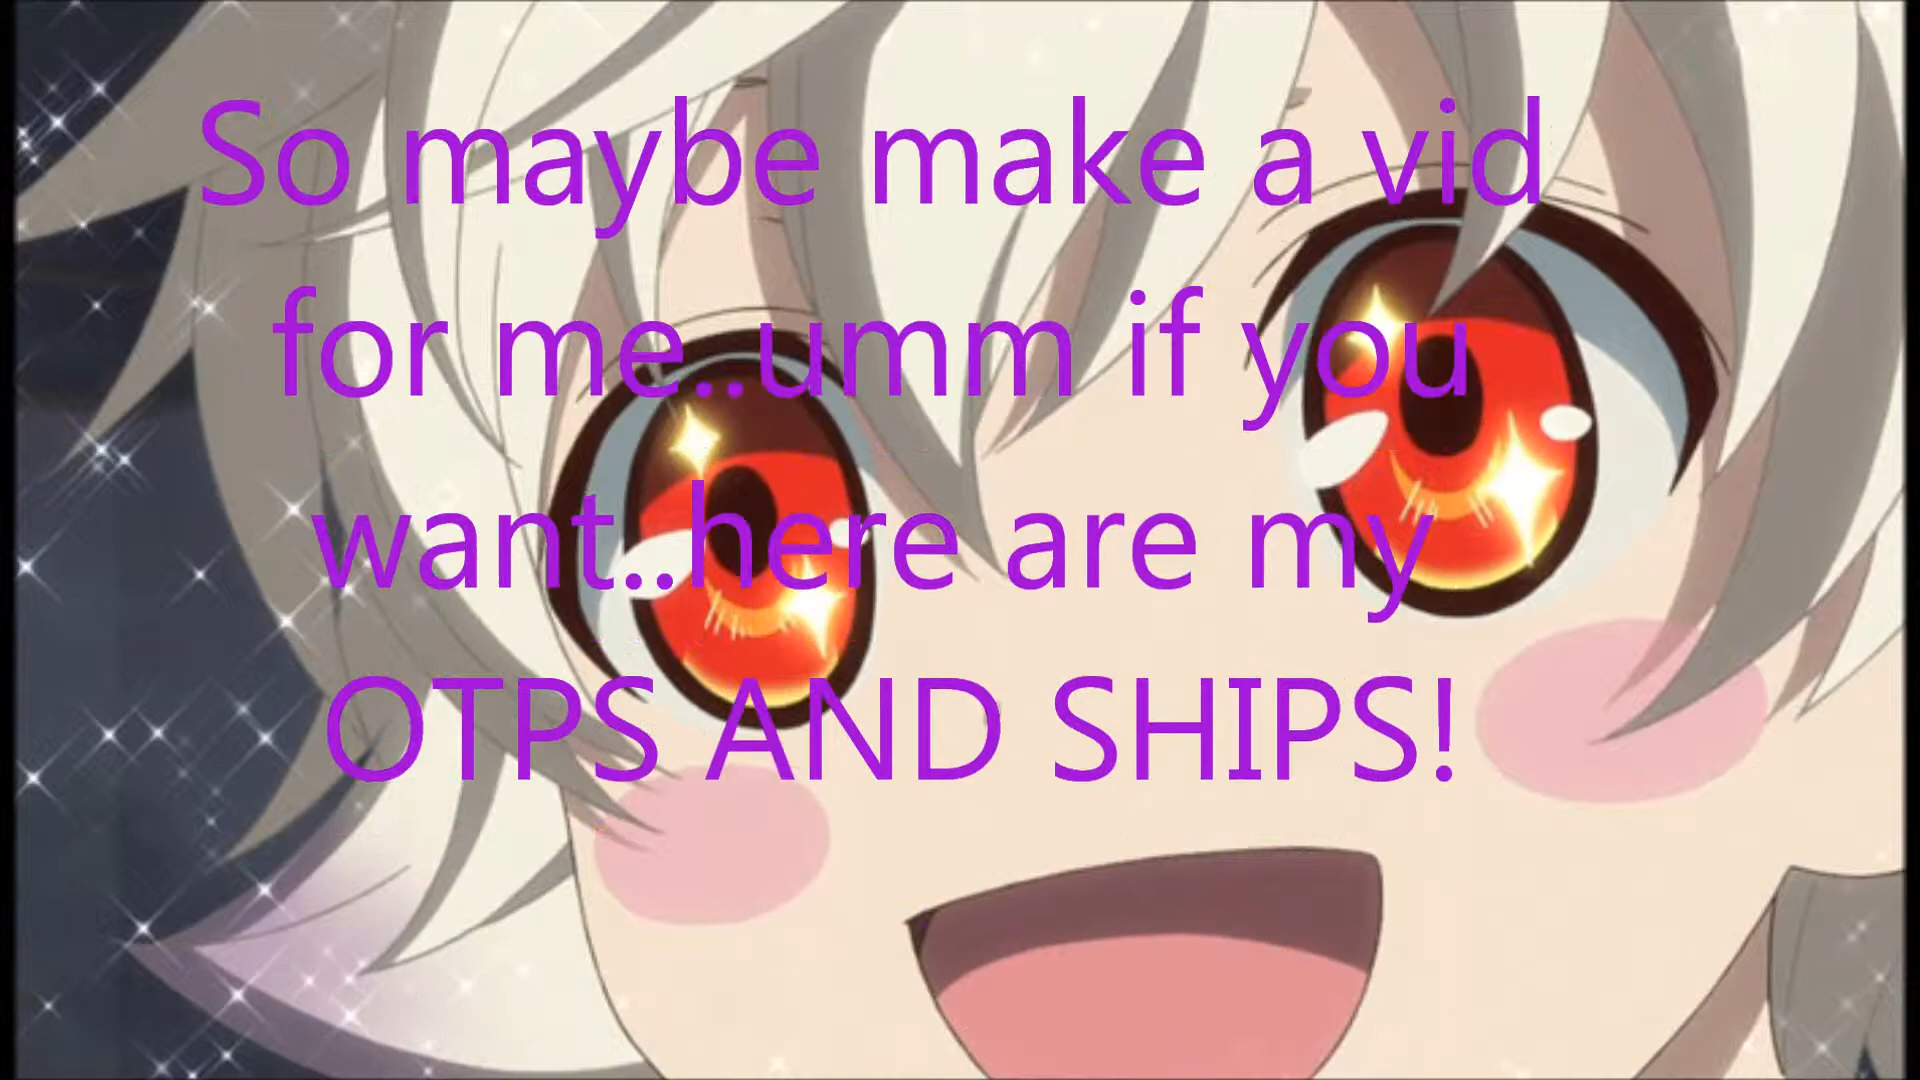 So maybe make a vid
for me..umm if you
want..here are my
OTPS AND SHIPS!